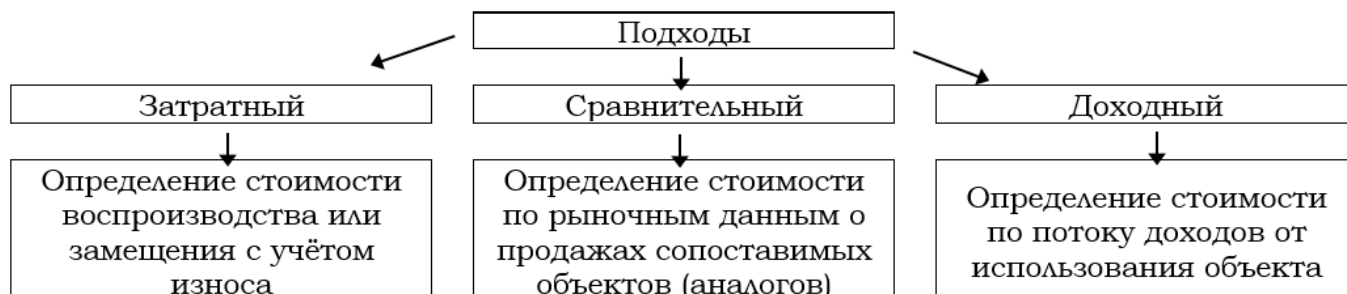 Подходы
Затратный
Сравнительный
Доходный
Определение стоимости
воспроизводства или
замещения с учётом
износа
Определение стоимости
по рыночным данным о
продажах сопоставимых
объектов (аналогов)
Определение стоимости
по потоку доходов от
использования объекта